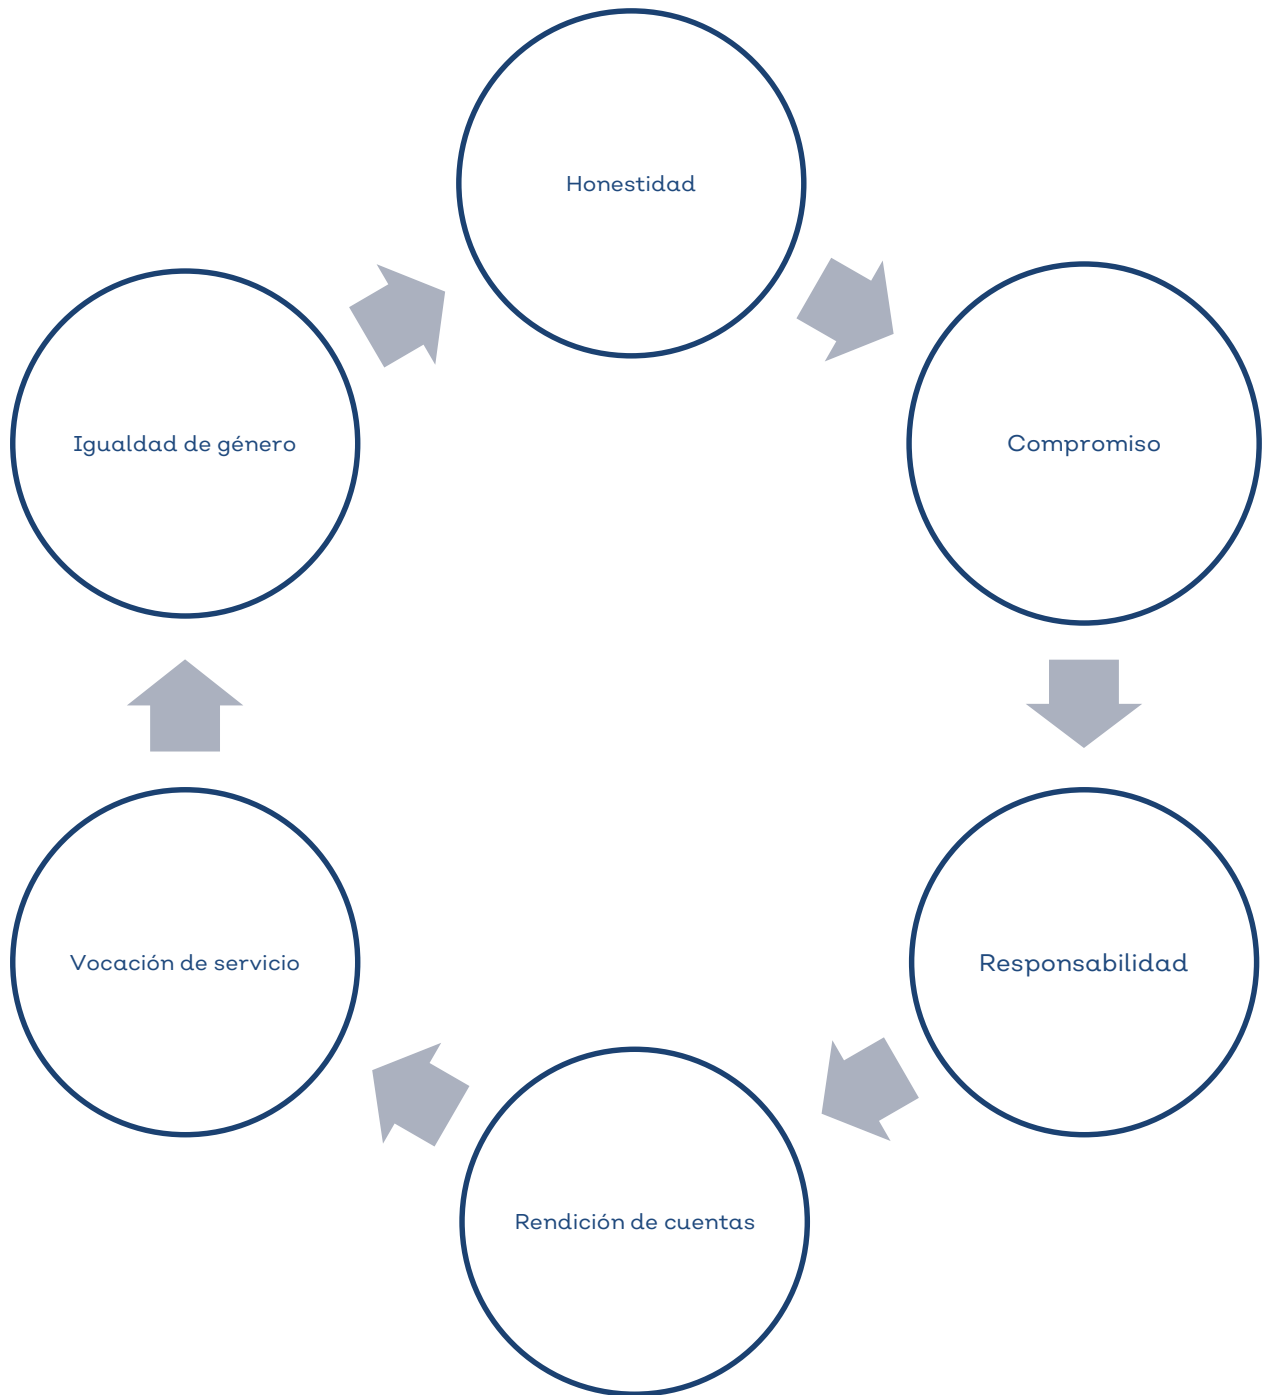 Honestidad
Compromiso
Responsabilidad
Rendición de cuentas
Vocación de servicio
Igualdad de género